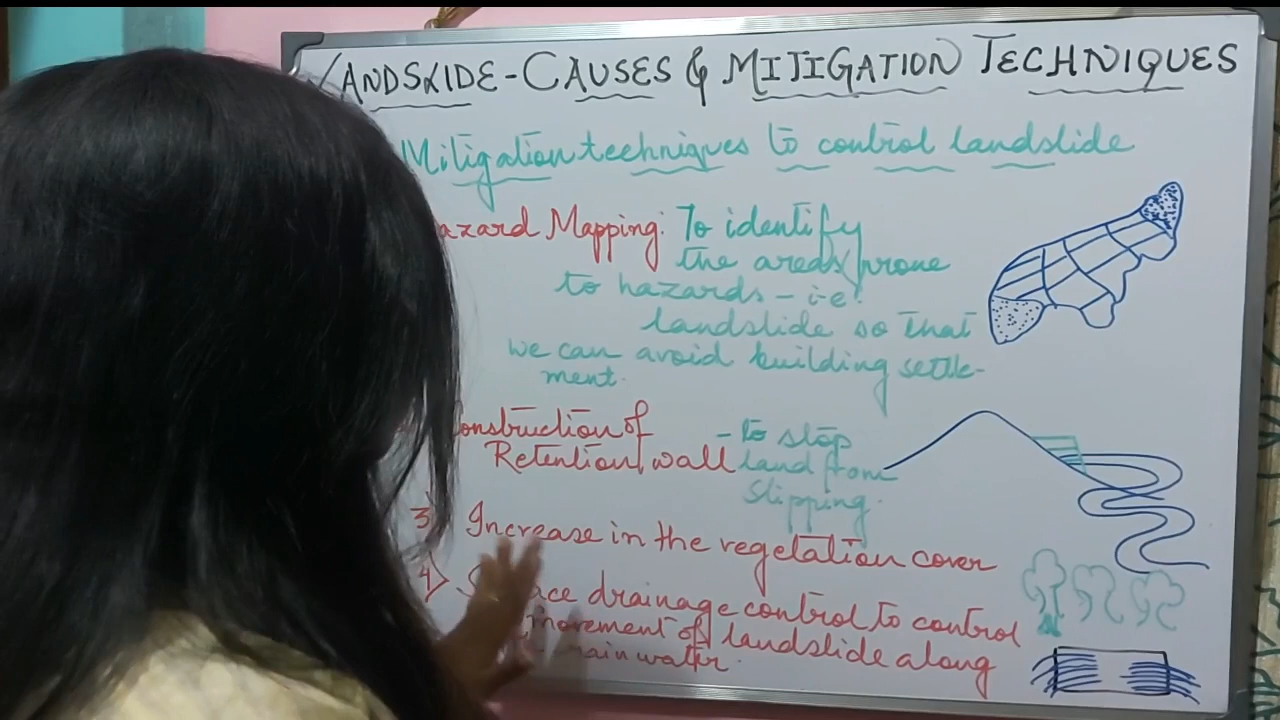 LANDSLIDE - CAUSES & MITIGATION TECHNIQUES
Mitigation techniques to control landslide
azard Mapping: To identify
the areas prone
to hazards - i.e.
landslide so that
we can avoid building settle-
ment.
onstruction of
Retention wall - to stop
land from
slipping.
3) Increase in the vegetation cover
4) ace drainage control to control
movement of landslide along
rain water.